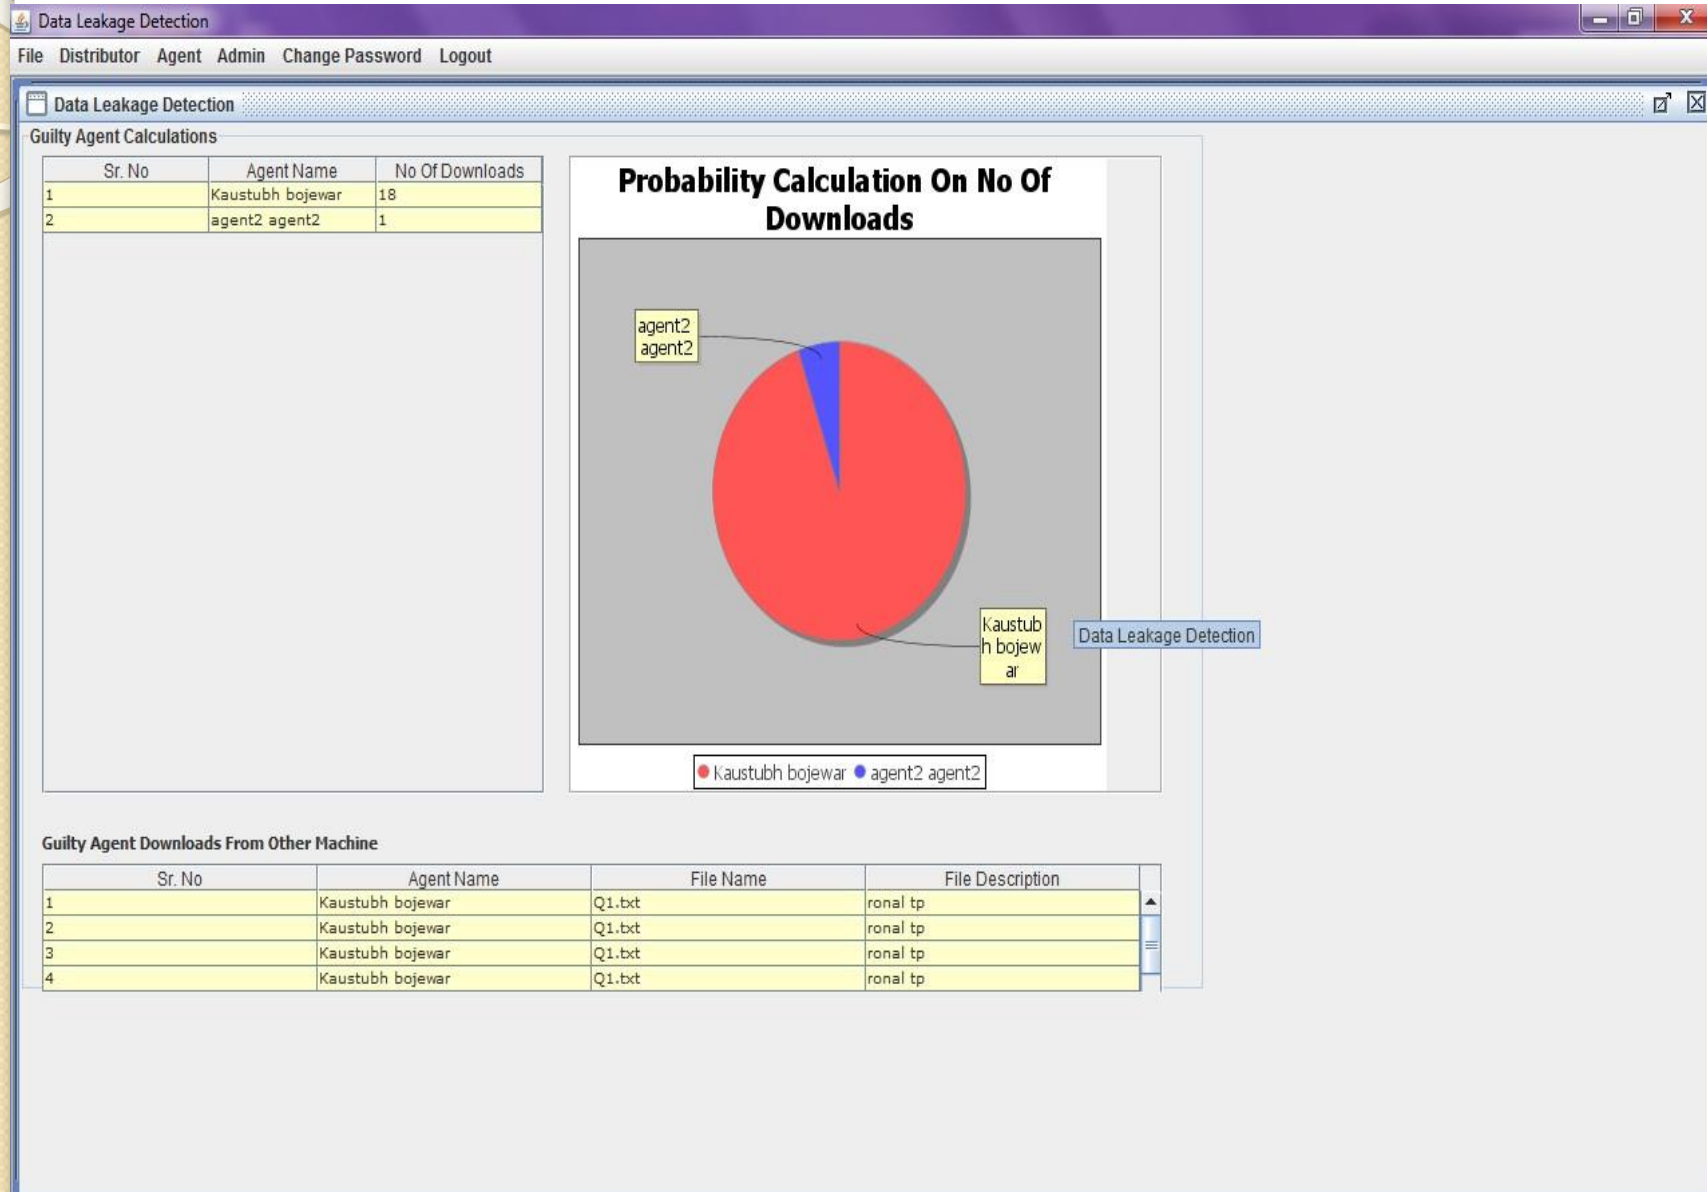 Data Leakage Detection
File Distributor Agent Admin Change Password Logout
Data Leakage Detection
Guilty Agent Calculations
Sr. No Agent Name No Of Downloads
1 Kaustubh bojewar 18
2 agent2 agent2 1
Probability Calculation On No Of
Downloads
agent2
agent2
Kaustub
h bojew
ar
Data Leakage Detection
Kaustubh bojewar agent2 agent2
Guilty Agent Downloads From Other Machine
Sr. No Agent Name File Name File Description
1 Kaustubh bojewar Q1.txt ronal tp
2 Kaustubh bojewar Q1.txt ronal tp
3 Kaustubh bojewar Q1.txt ronal tp
4 Kaustubh bojewar Q1.txt ronal tp